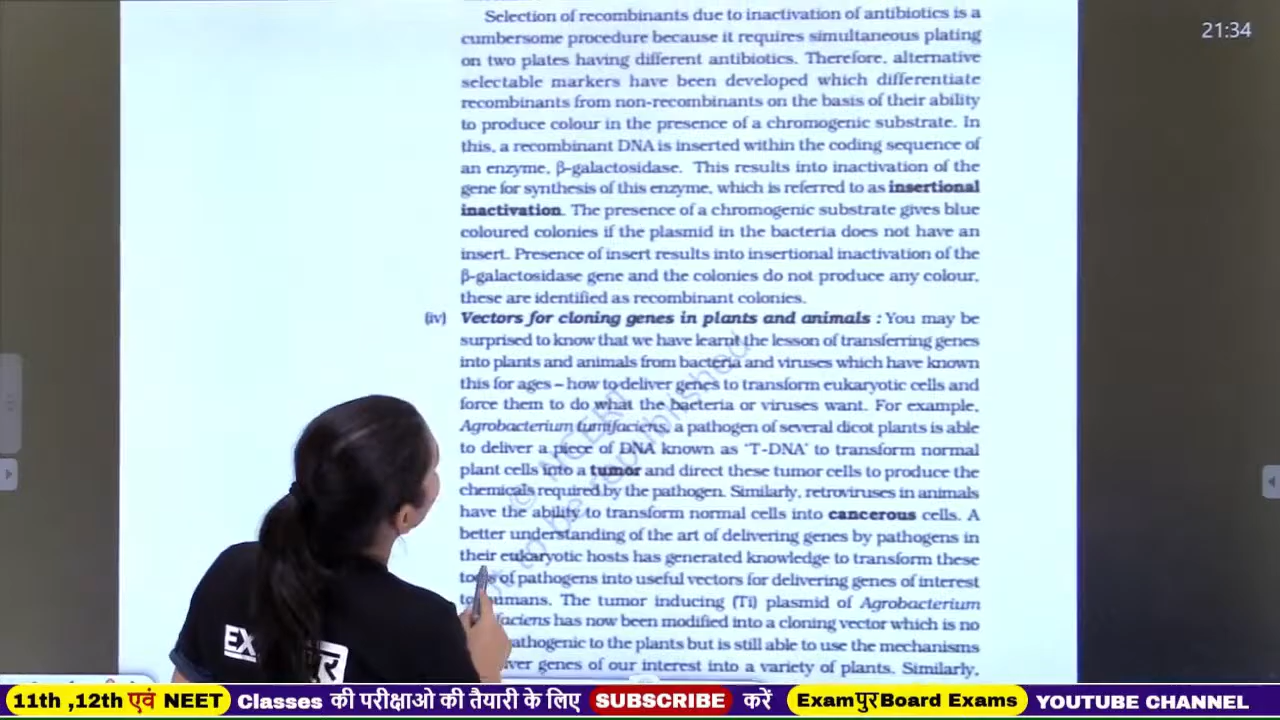 Selection of recombinants due to inactivation of antibiotics is a
21:34
cumbersome procedure because it requires simultaneous plating
on two plates having different antibiotics. Therefore, alternative
selectable markers have been developed which differentiate
recombinants from non-recombinants on the basis of their ability
to produce colour in the presence of a chromogenic substrate. In
this, a recombinant DNA is inserted within the coding sequence of
an enzyme, β-galactosidase. This results into inactivation of the
gene for synthesis of this enzyme, which is referred to as insertional
inactivation. The presence of a chromogenic substrate gives blue
coloured colonies if the plasmid in the bacteria does not have an
insert. Presence of insert results into insertional inactivation of the
β-galactosidase gene and the colonies do not produce any colour,
these are identified as recombinant colonies.
(iv) Vectors for cloning genes in plants and animals : You may be
surprised to know that we have learnt the lesson of transferring genes
into plants and animals from bacteria and viruses which have known
this for ages – how to deliver genes to transform eukaryotic cells and
force them to do what the bacteria or viruses want. For example,
Agrobacterium tumifaciens, a pathogen of several dicot plants is able
to deliver a piece of DNA known as 'T-DNA' to transform normal
plant cells into a tumor and direct these tumor cells to produce the
chemicals required by the pathogen. Similarly, retroviruses in animals
have the ability to transform normal cells into cancerous cells. A
better understanding of the art of delivering genes by pathogens in
their eukaryotic hosts has generated knowledge to transform these
of pathogens into useful vectors for delivering genes of interest
The tumor inducing (Ti) plasmid of Agrobacterium
has now been modified into a cloning vector which is no
to the plants but is still able to use the mechanisms
genes of our interest into a variety of plants. Similarly,
© NCERT
not to be republished
11th ,12th एवं NEET Classes की परीक्षाओ की तैयारी के लिए SUBSCRIBE करें Examपुर Board Exams YOUTUBE CHANNEL